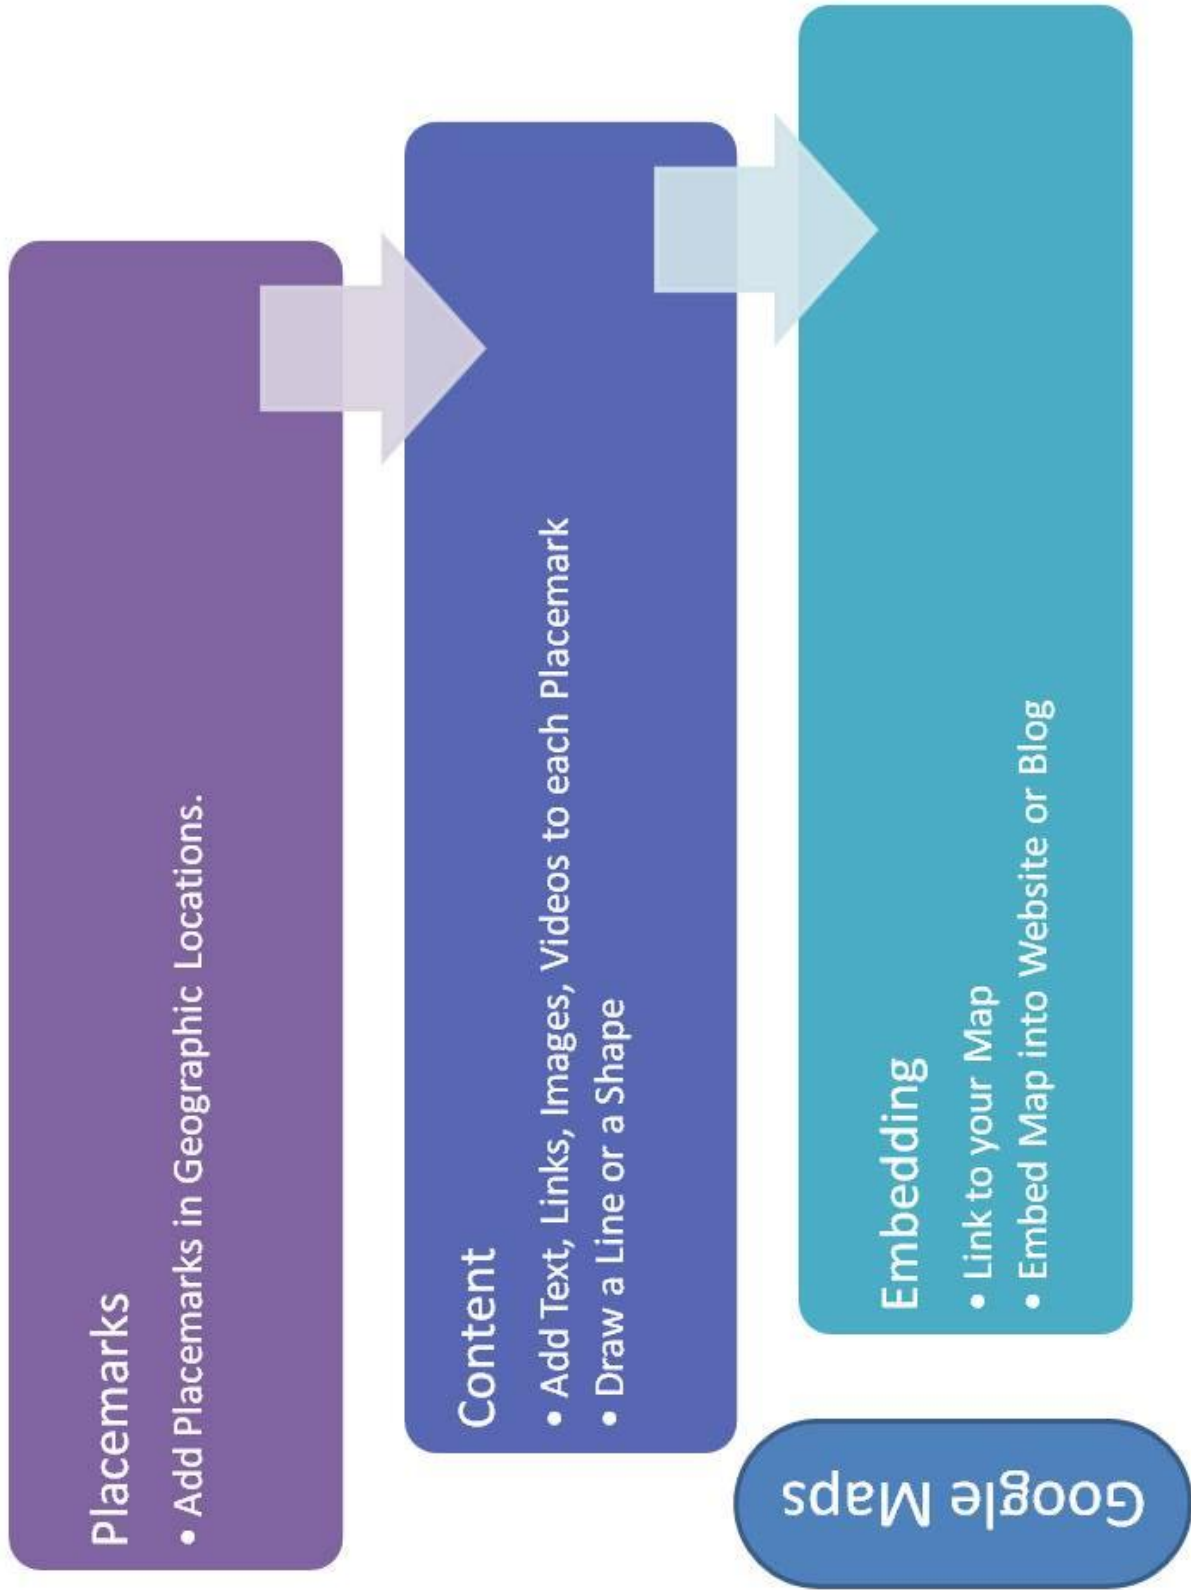 Placemarks
• Add Placemarks in Geographic Locations.
Content
• Add Text, Links, Images, Videos to each Placemark
• Draw a Line or a Shape
Embedding
• Link to your Map
• Embed Map into Website or Blog
Google Maps